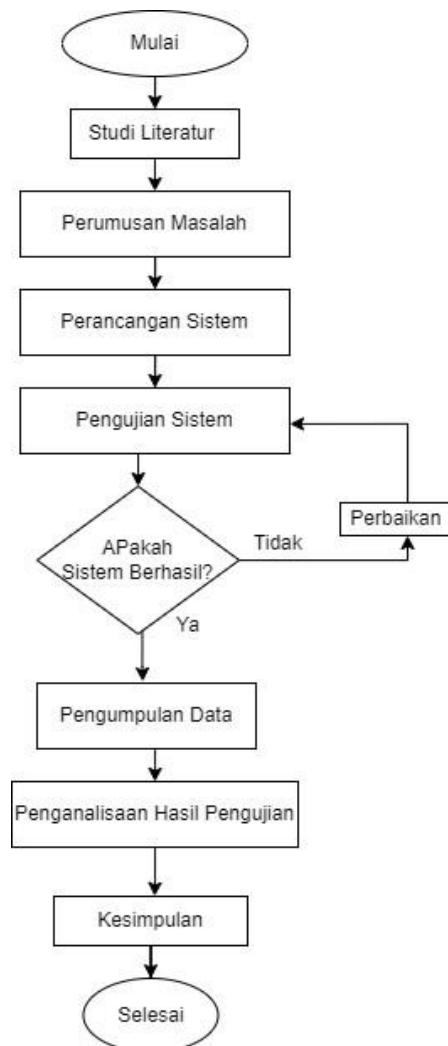 Mulai
Studi Literatur
Perumusan Masalah
Perancangan Sistem
Pengujian Sistem
Perbaikan
APakah
Sistem Berhasil?
Tidak
Ya
Pengumpulan Data
Penganalisaan Hasil Pengujian
Kesimpulan
Selesai